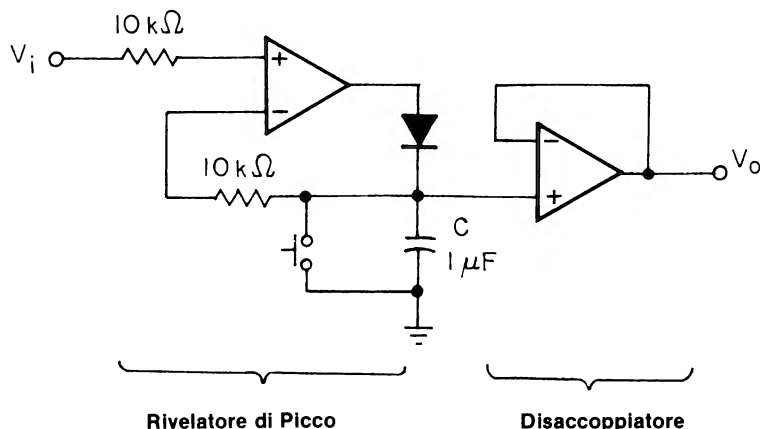 10 kΩ
Vi
+
−
10 kΩ
−
+
Vo
C
1 μF
Rivelatore di Picco
Disaccoppiatore